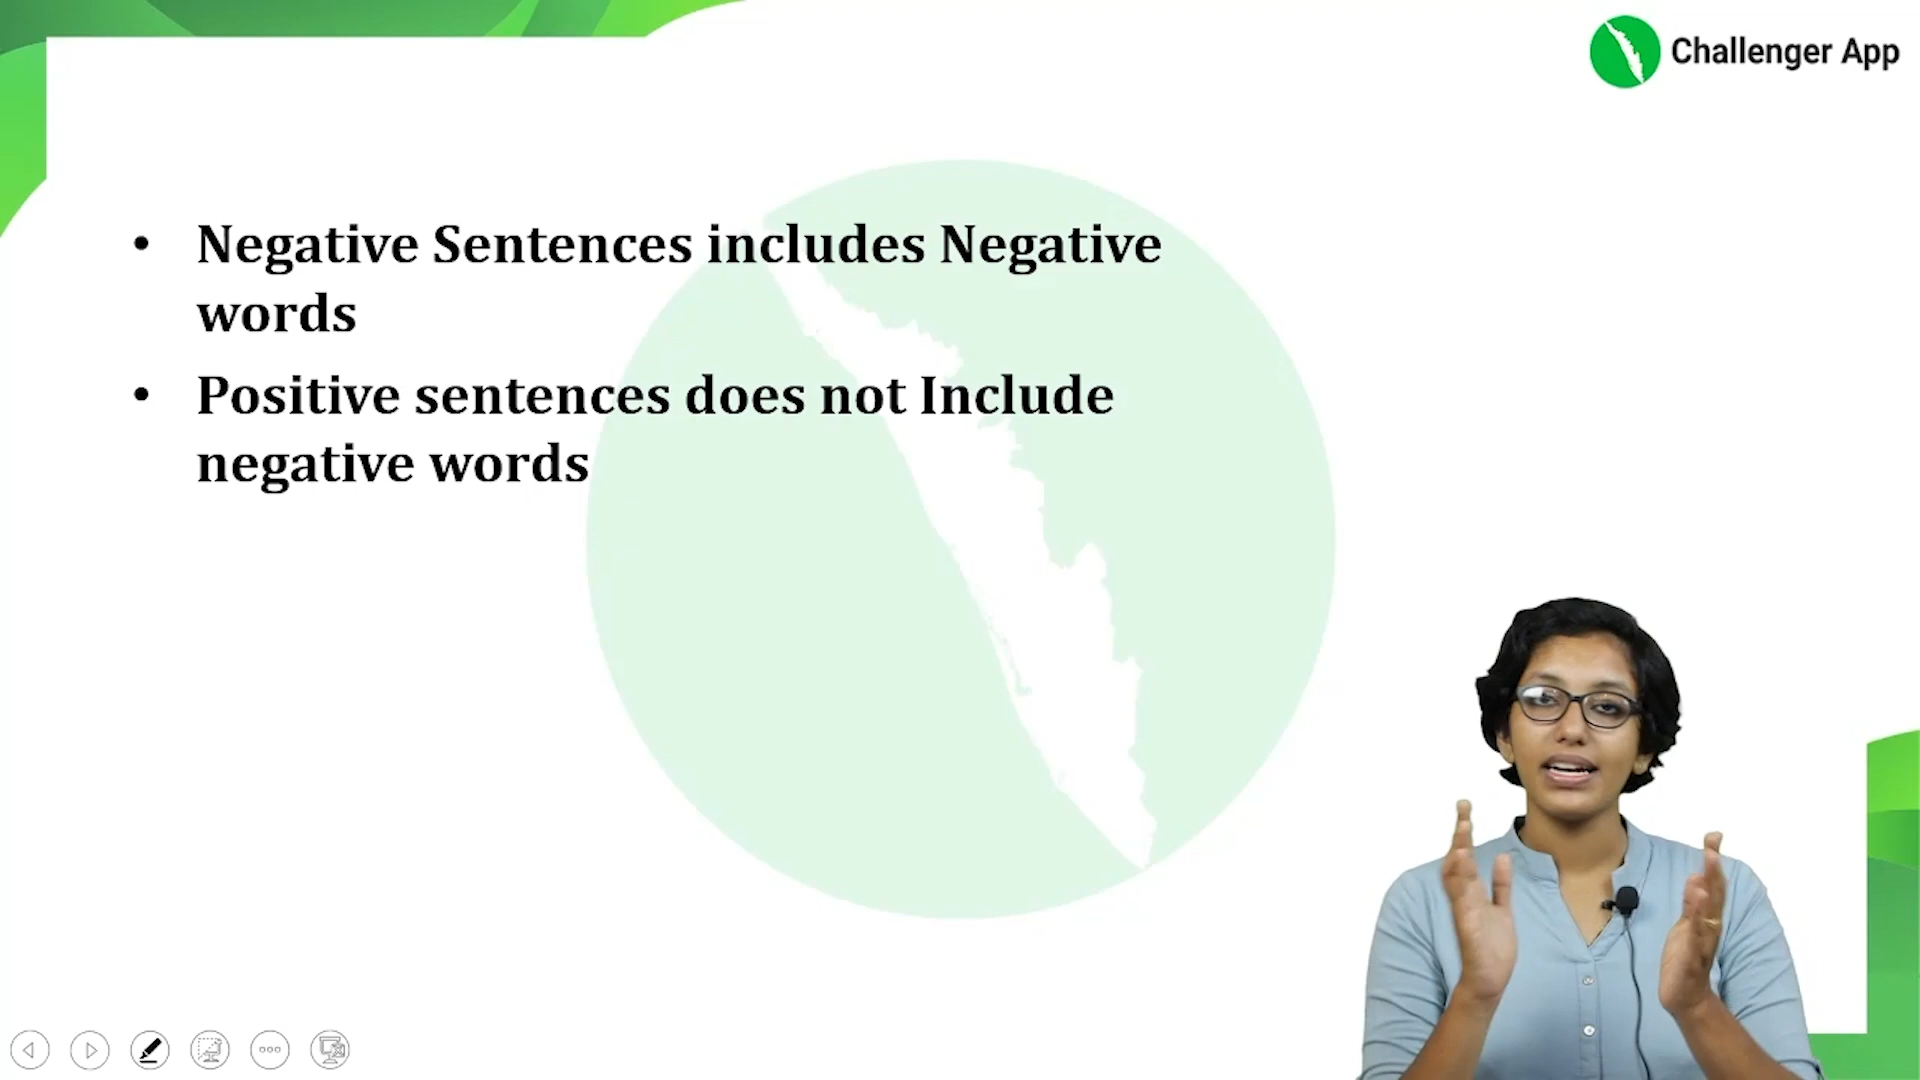 Challenger App
• Negative Sentences includes Negative
words
• Positive sentences does not Include
negative words